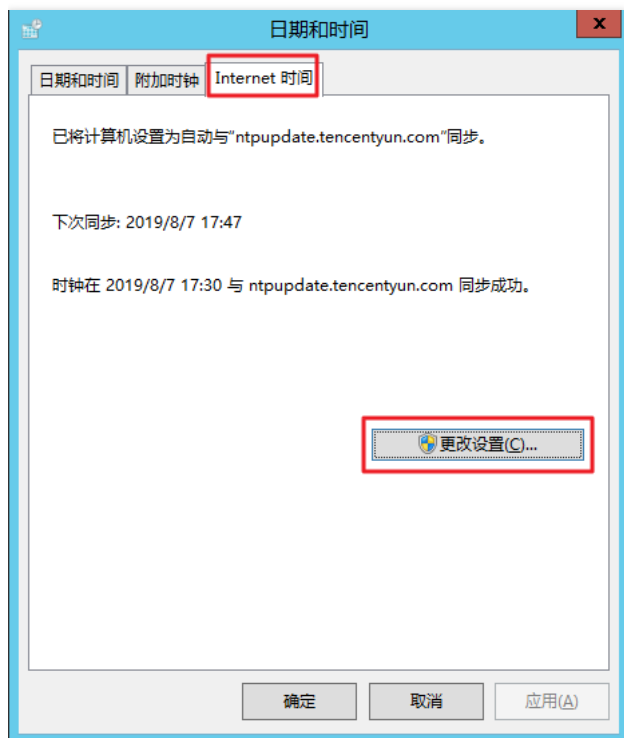 日期和时间
x
日期和时间 附加时钟 Internet 时间
已将计算机设置为自动与“ntpupdate.tencentyun.com”同步。
下次同步: 2019/8/7 17:47
时钟在 2019/8/7 17:30 与 ntpupdate.tencentyun.com 同步成功。
更改设置(C)...
确定 取消 应用(A)